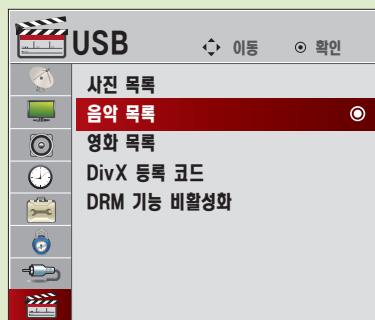 USB 이동 확인
사진 목록
음악 목록
영화 목록
DivX 등록 코드
DRM 기능 비활성화